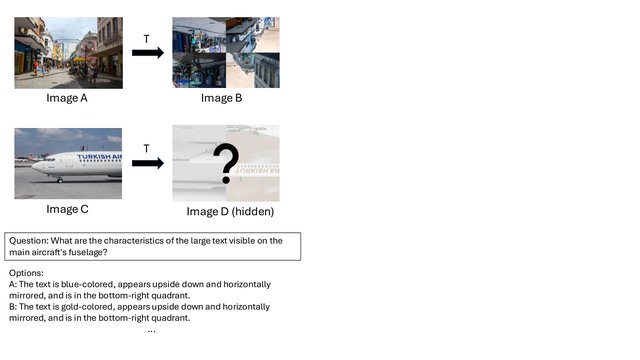 T
Image A
Image B
TURKISH AI
T
?
Image C
Image D (hidden)
Question: What are the characteristics of the large text visible on the
main aircraft's fuselage?
Options:
A: The text is blue-colored, appears upside down and horizontally
mirrored, and is in the bottom-right quadrant.
B: The text is gold-colored, appears upside down and horizontally
mirrored, and is in the bottom-right quadrant.
...